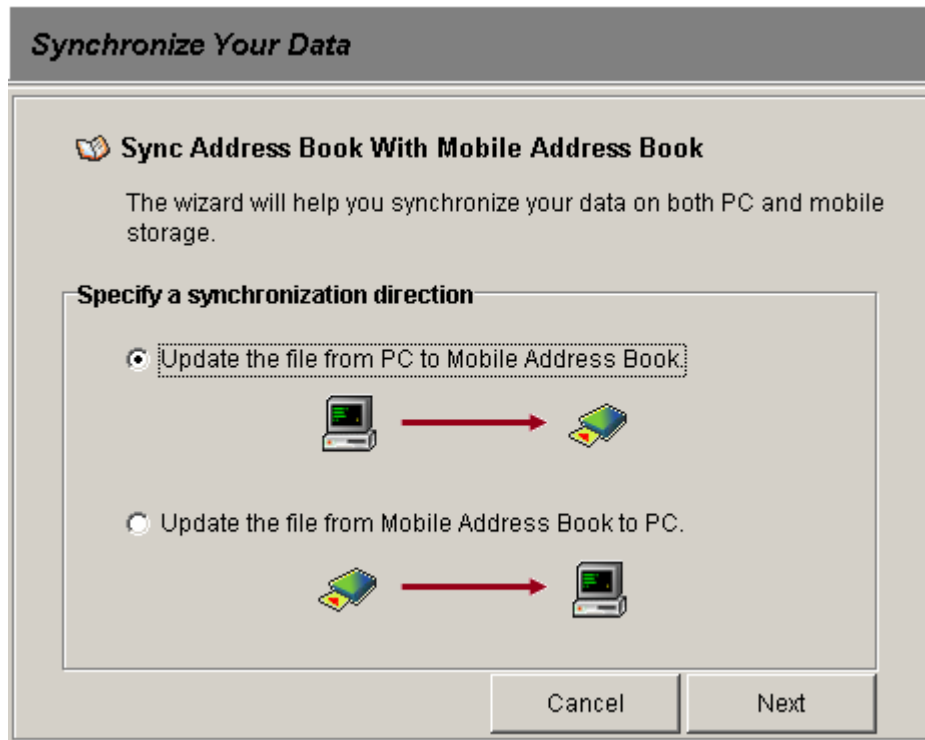 Synchronize Your Data
Sync Address Book With Mobile Address Book
The wizard will help you synchronize your data on both PC and mobile
storage.
Specify a synchronization direction
Update the file from PC to Mobile Address Book.
Update the file from Mobile Address Book to PC.
Cancel
Next